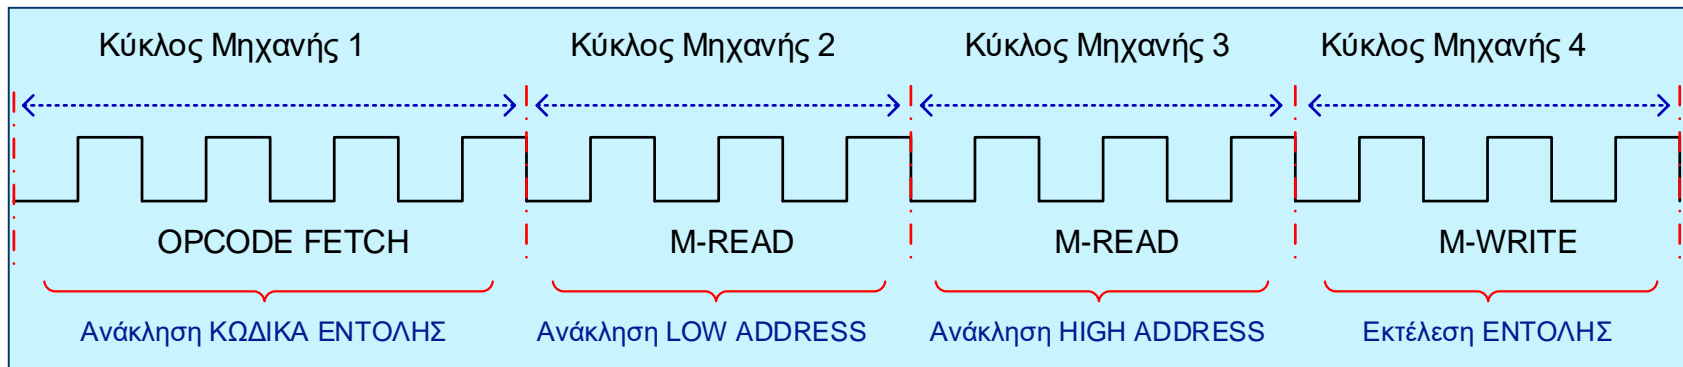 Κύκλος Μηχανής 1 Κύκλος Μηχανής 2 Κύκλος Μηχανής 3 Κύκλος Μηχανής 4
OPCODE FETCH M-READ M-READ M-WRITE
Ανάκληση ΚΩΔΙΚΑ ΕΝΤΟΛΗΣ Ανάκληση LOW ADDRESS Ανάκληση HIGH ADDRESS Εκτέλεση ΕΝΤΟΛΗΣ